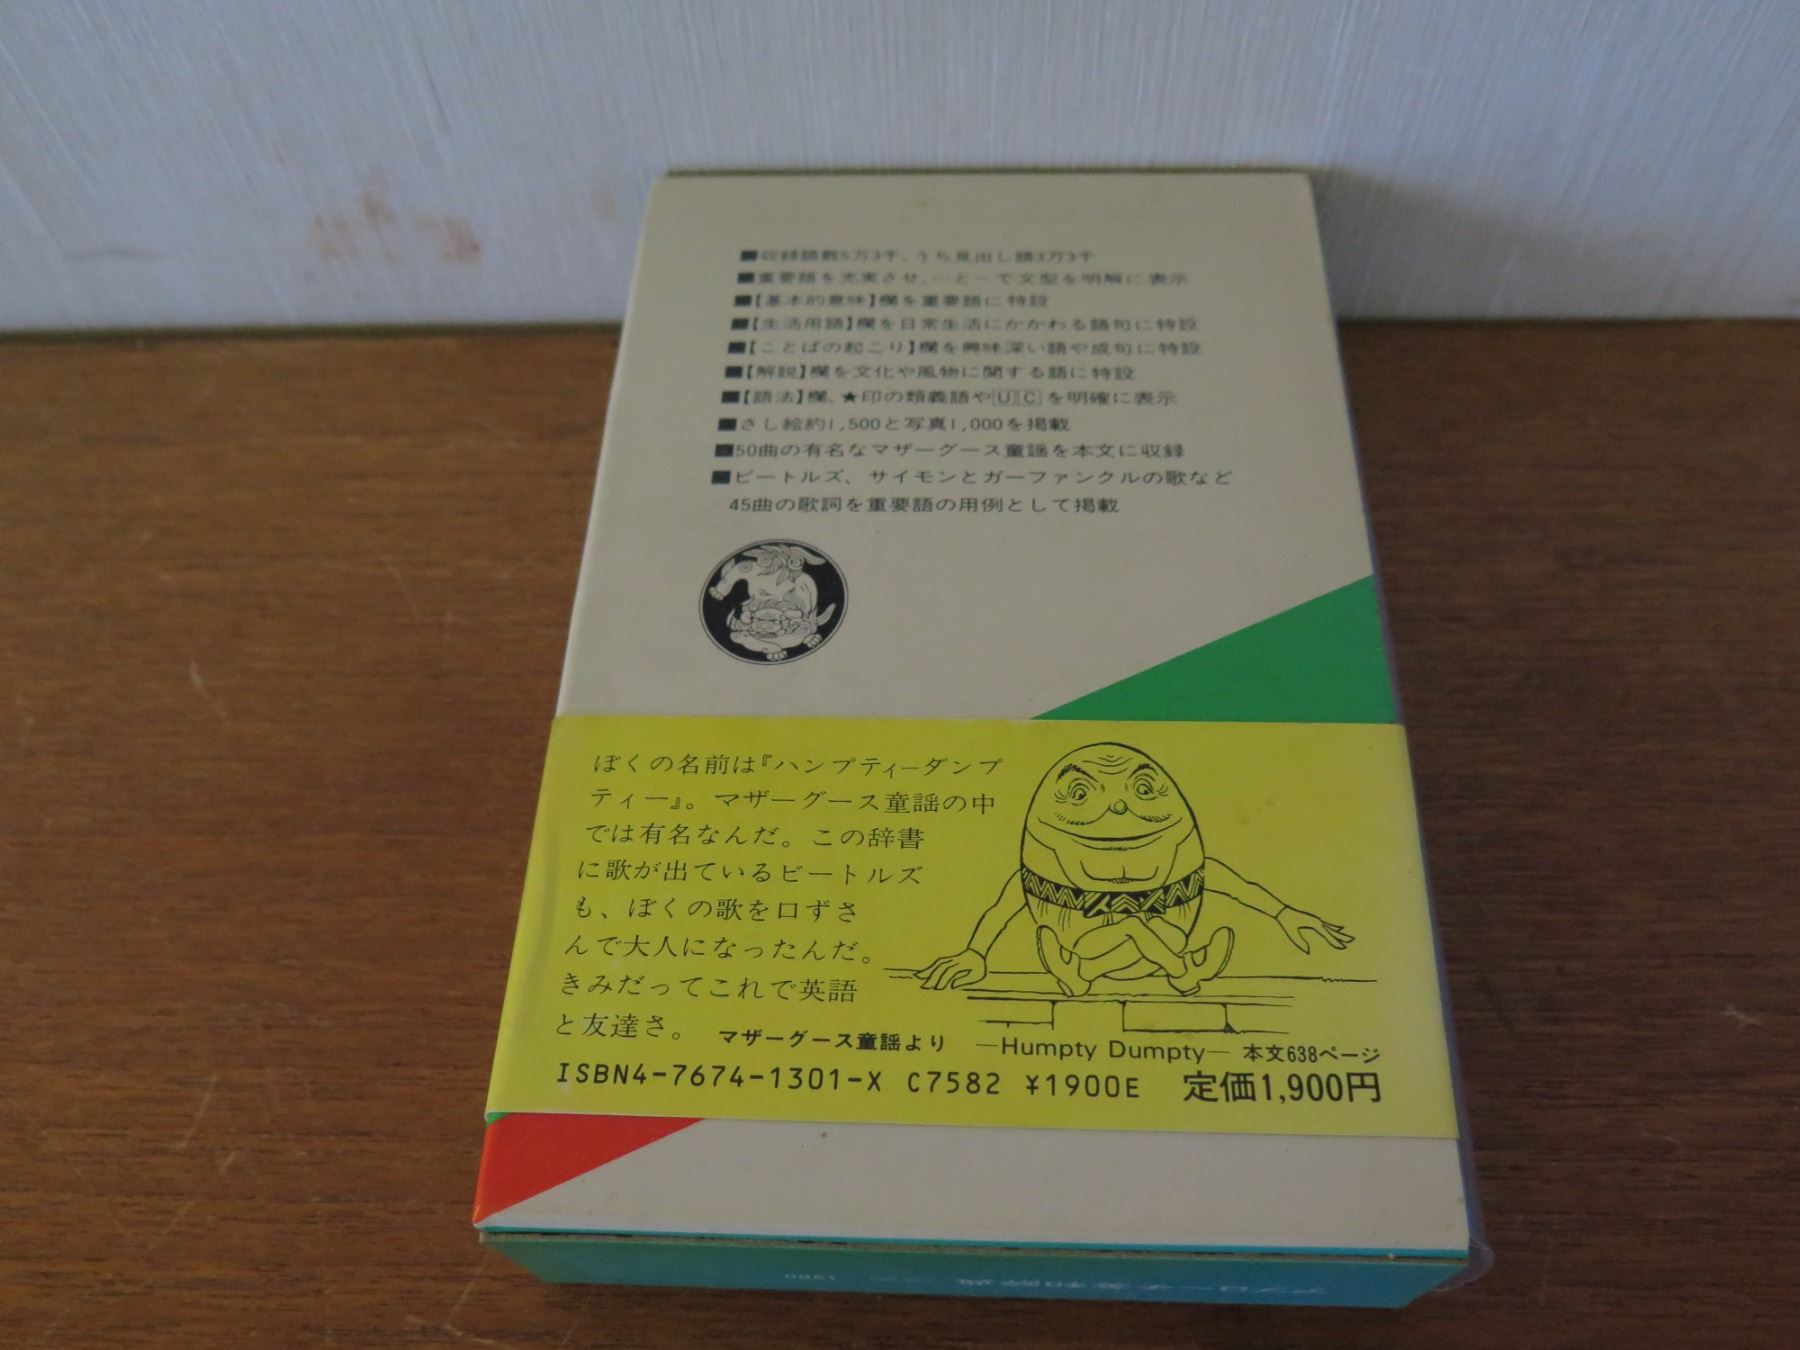 ■収録語数5万3千、うち見出し語3万3千
■重要語を充実させ、…と―で文型を明解に表示
■【基本的意味】欄を重要語に特設
■【生活用語】欄を日常生活にかかわる語句に特設
■【ことばの起こり】欄を興味深い語や成句に特設
■【解説】欄を文化や風物に関する語に特設
■【語法】欄、★印の類義語やUCを明確に表示
■さし絵約1,500と写真1,000を掲載
■50曲の有名なマザーグース童謡を本文に収録
■ビートルズ、サイモンとガーファンクルの歌など
45曲の歌詞を重要語の用例として掲載
ぼくの名前は『ハンプティーダンプ
ティー』。マザーグース童謡の中
では有名なんだ。この辞書
に歌が出ているビートルズ
も、ぼくの歌を口ずさ
んで大人になったんだ。
きみだってこれで英語
と友達さ。
マザーグース童謡より ―Humpty Dumpty― 本文638ページ
ISBN4-7674-1301-X C7582 ¥1900E 定価1,900円